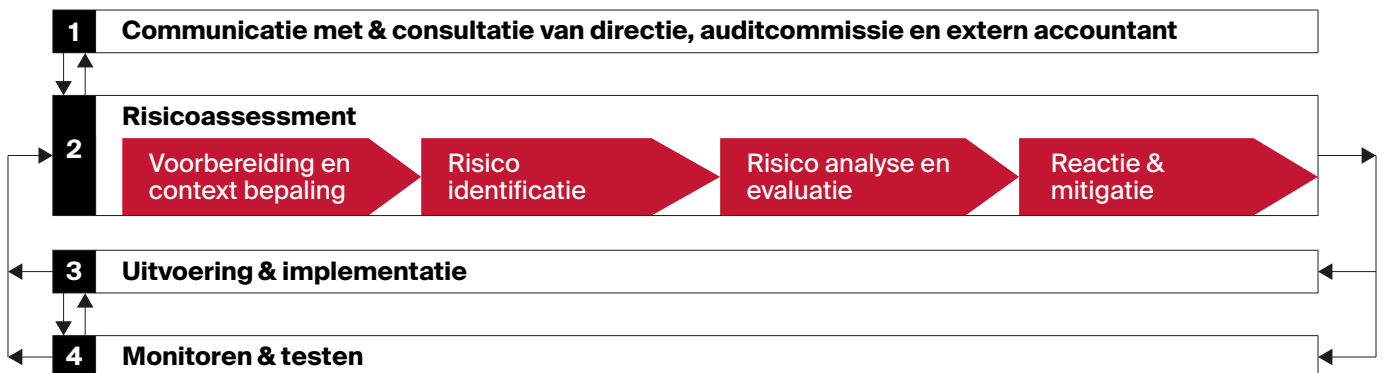 1 Communicatie met & consultatie van directie, auditcommissie en extern accountant
2 Risicoassessment
Voorbereiding en
context bepaling
Risico
identificatie
Risico analyse en
evaluatie
Reactie &
mitigatie
3 Uitvoering & implementatie
4 Monitoren & testen